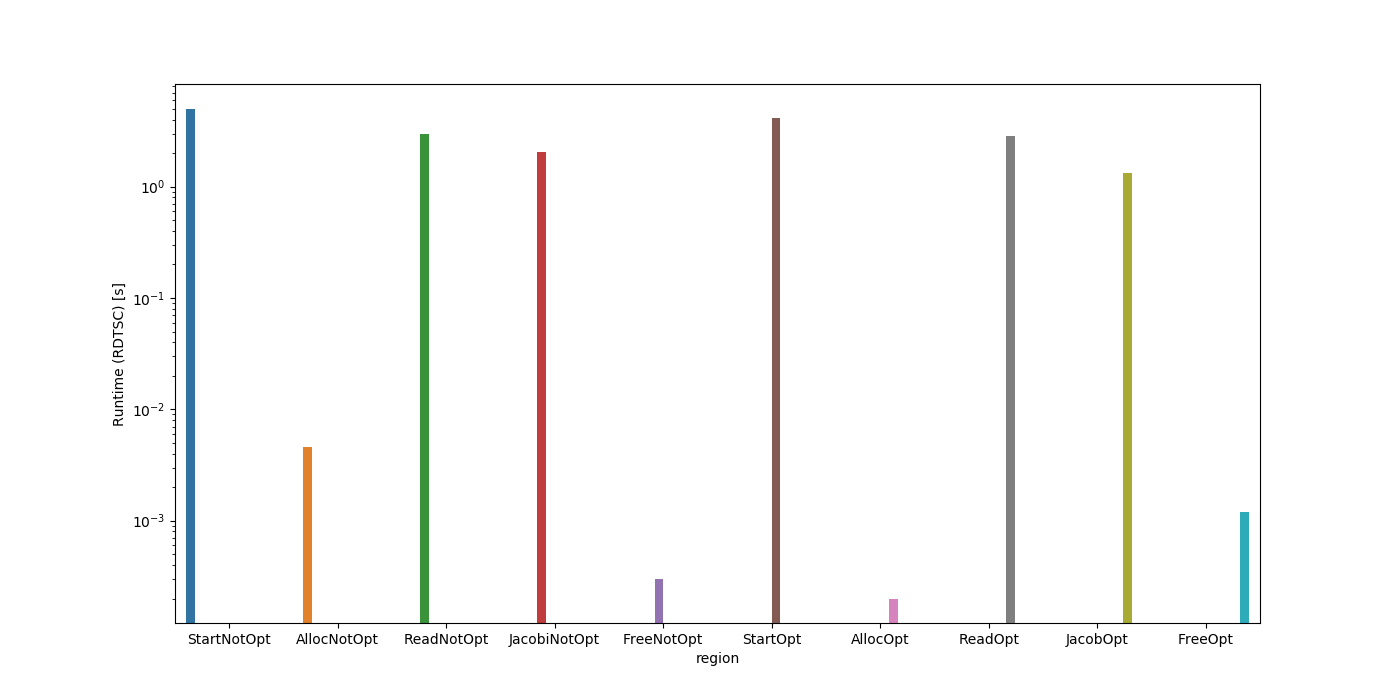 10⁰
10⁻¹
10⁻²
10⁻³
Runtime (RDTSC) [s]
StartNotOpt AllocNotOpt ReadNotOpt JacobiNotOpt FreeNotOpt StartOpt AllocOpt ReadOpt JacobOpt FreeOpt
region